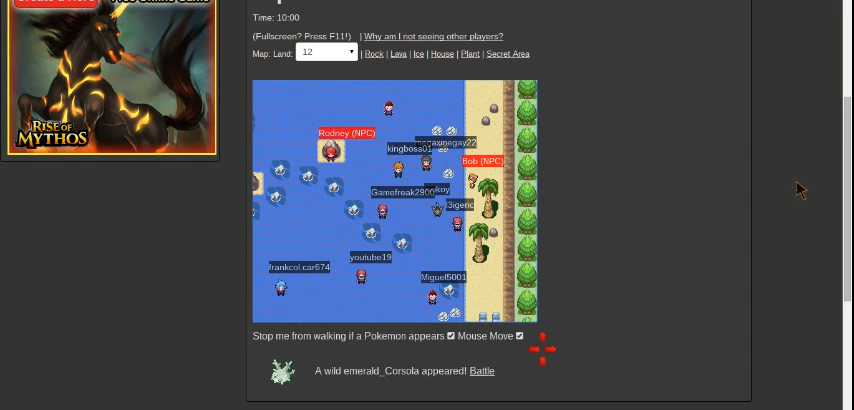 Free Online Game
RISE OF
MYTHOS
Time: 10:00
(Fullscreen? Press F11!) | Why am I not seeing other players?
Map: Land: 12 | Rock | Lava | Ice | House | Plant | Secret Area
Rodney (NPC)
kingboss01
Bob (NPC)
Gamefreak2900
youtube19
frankcol.car674
Miguel5001
Stop me from walking if a Pokemon appears Mouse Move
A wild emerald_Corsola appeared! Battle